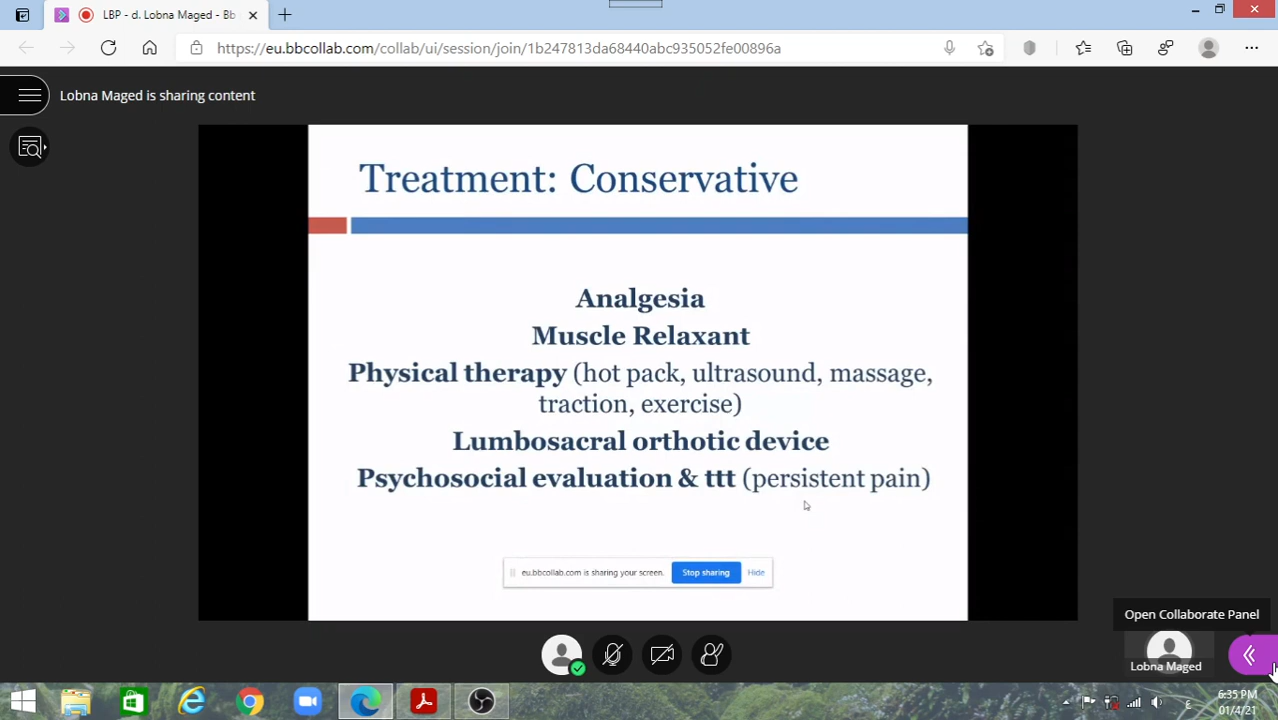 LBP - d. Lobna Maged - Bb
https://eu.bbcollab.com/collab/ui/session/join/1b247813da68440abc935052fe00896a
Lobna Maged is sharing content
Treatment: Conservative
Analgesia
Muscle Relaxant
Physical therapy (hot pack, ultrasound, massage,
traction, exercise)
Lumbosacral orthotic device
Psychosocial evaluation & ttt (persistent pain)
eu.bbcollab.com is sharing your screen. Stop sharing Hide
Open Collaborate Panel
Lobna Maged
6:35 PM
01/4/21